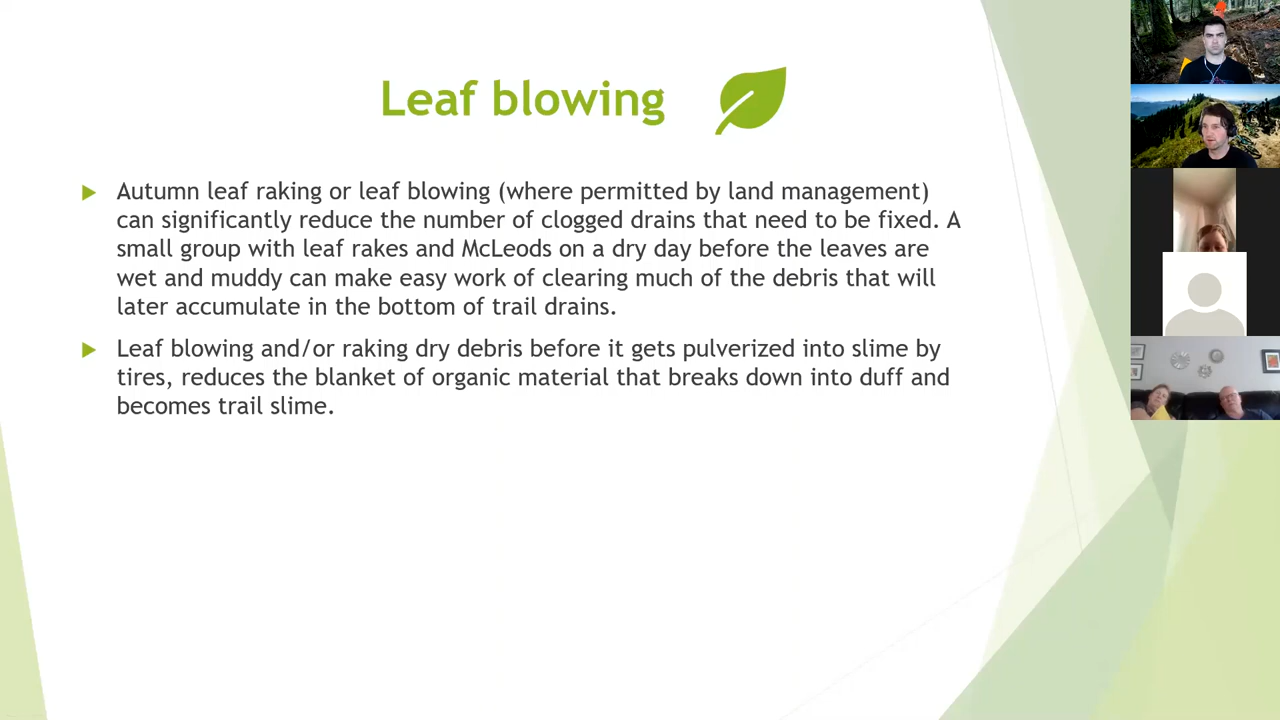 Leaf blowing
Autumn leaf raking or leaf blowing (where permitted by land management)
can significantly reduce the number of clogged drains that need to be fixed. A
small group with leaf rakes and McLeods on a dry day before the leaves are
wet and muddy can make easy work of clearing much of the debris that will
later accumulate in the bottom of trail drains.
Leaf blowing and/or raking dry debris before it gets pulverized into slime by
tires, reduces the blanket of organic material that breaks down into duff and
becomes trail slime.